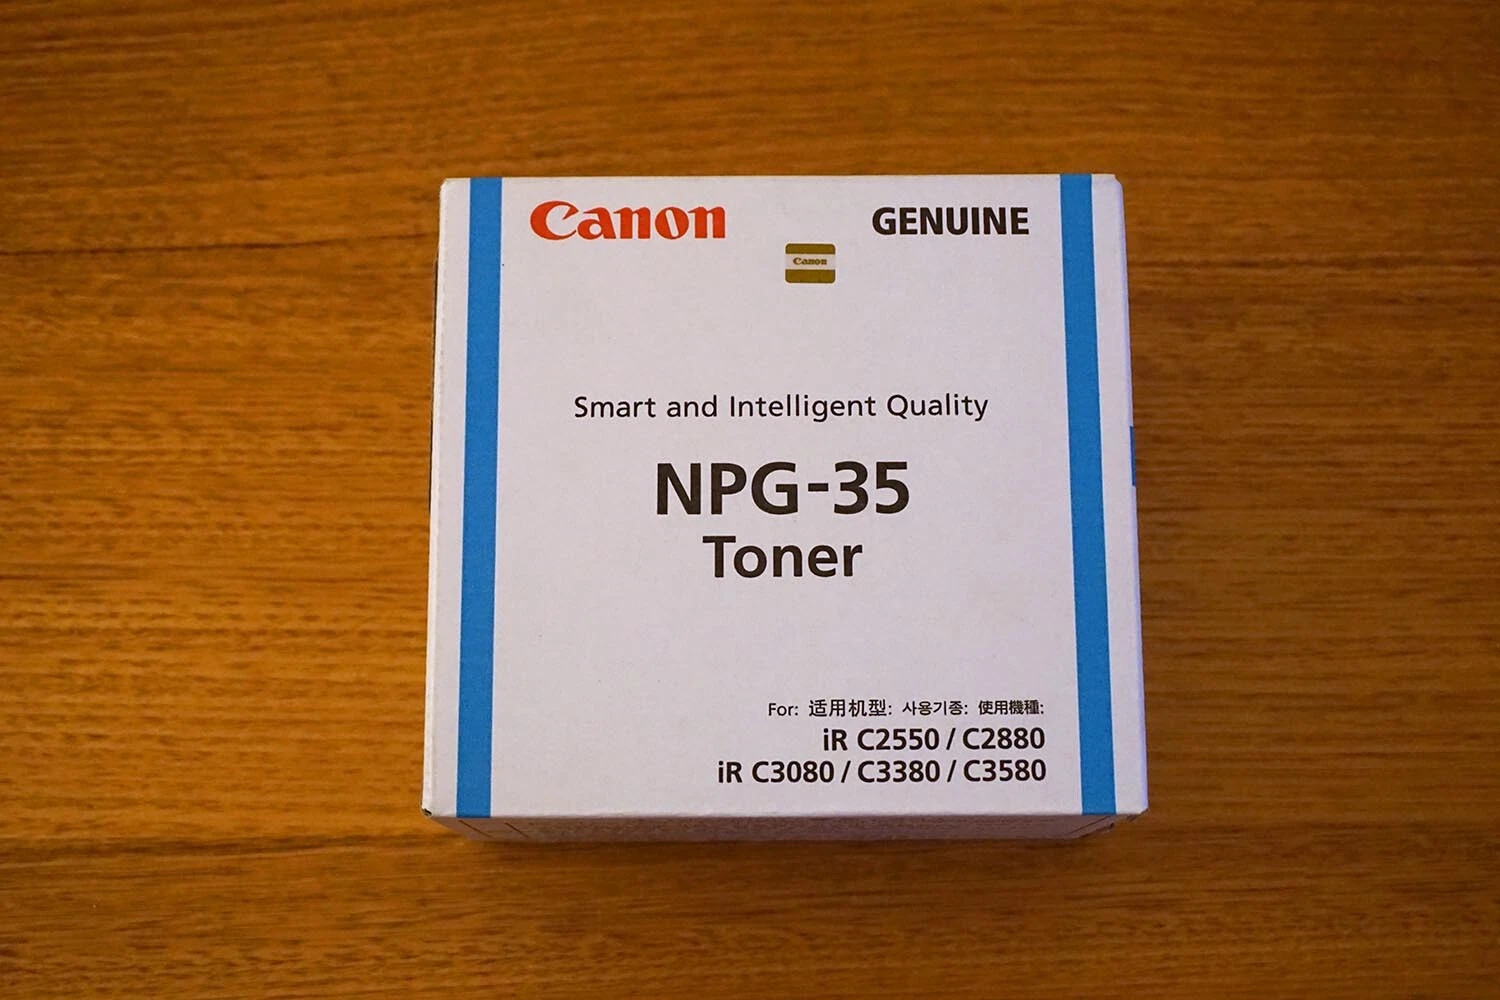 Canon
GENUINE
Canon
Smart and Intelligent Quality
NPG-35
Toner
For: 适用机型: 사용기종: 使用機種:
iR C2550 / C2880
iR C3080 / C3380 / C3580